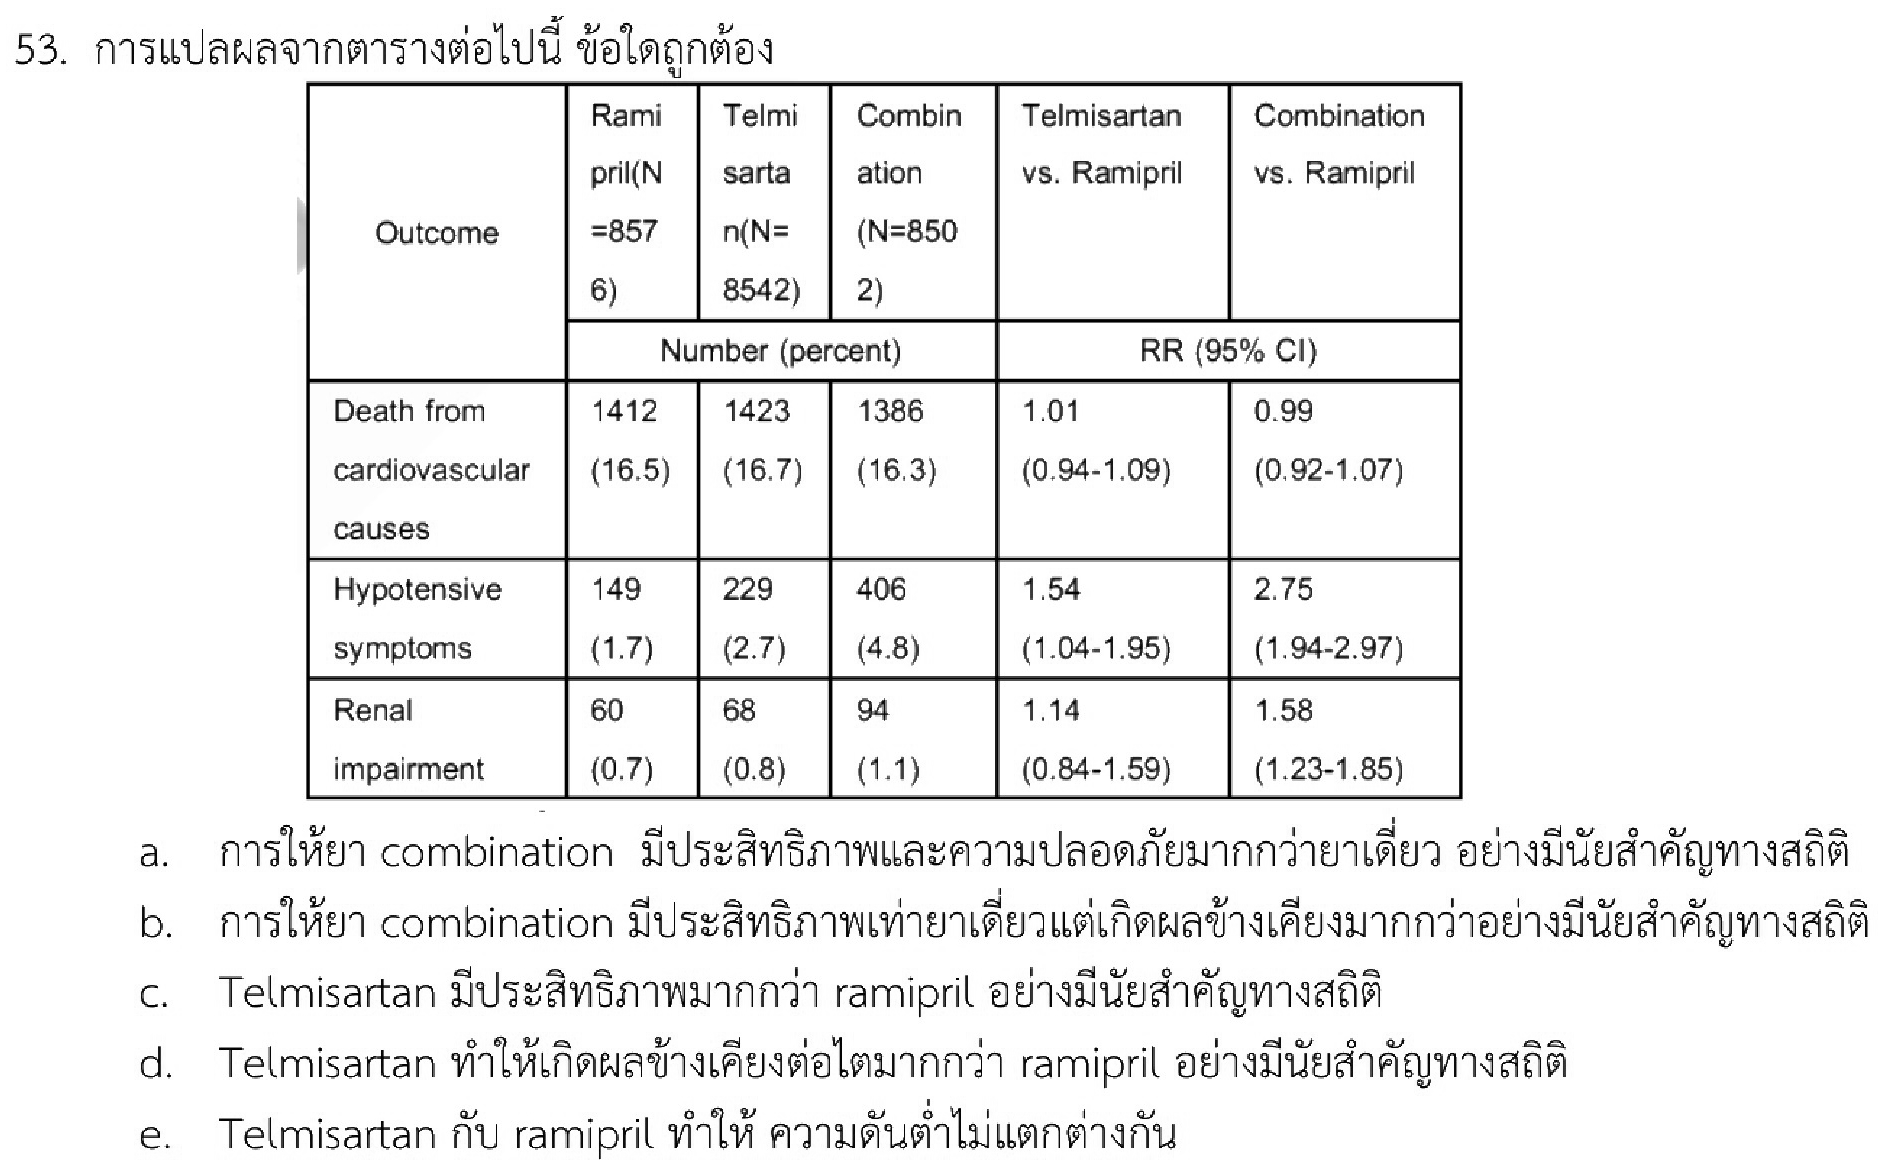 53. การแปลผลจากตารางต่อไปนี้ ข้อใดถูกต้อง
Outcome
Rami
pril(N
=857
6)
Telmi
sarta
n(N=
8542)
Combin
ation
(N=850
2)
Telmisartan
vs. Ramipril
Combination
vs. Ramipril
Number (percent)
RR (95% CI)
Death from
cardiovascular
causes
1412
(16.5)
1423
(16.7)
1386
(16.3)
1.01
(0.94-1.09)
0.99
(0.92-1.07)
Hypotensive
symptoms
149
(1.7)
229
(2.7)
406
(4.8)
1.54
(1.04-1.95)
2.75
(1.94-2.97)
Renal
impairment
60
(0.7)
68
(0.8)
94
(1.1)
1.14
(0.84-1.59)
1.58
(1.23-1.85)
a. การให้ยา combination มีประสิทธิภาพและความปลอดภัยมากกว่ายาเดี่ยว อย่างมีนัยสำคัญทางสถิติ
b. การให้ยา combination มีประสิทธิภาพเท่ายาเดี่ยวแต่เกิดผลข้างเคียงมากกว่าอย่างมีนัยสำคัญทางสถิติ
c. Telmisartan มีประสิทธิภาพมากกว่า ramipril อย่างมีนัยสำคัญทางสถิติ
d. Telmisartan ทำให้เกิดผลข้างเคียงต่อไตมากกว่า ramipril อย่างมีนัยสำคัญทางสถิติ
e. Telmisartan กับ ramipril ทำให้ ความดันต่ำไม่แตกต่างกัน